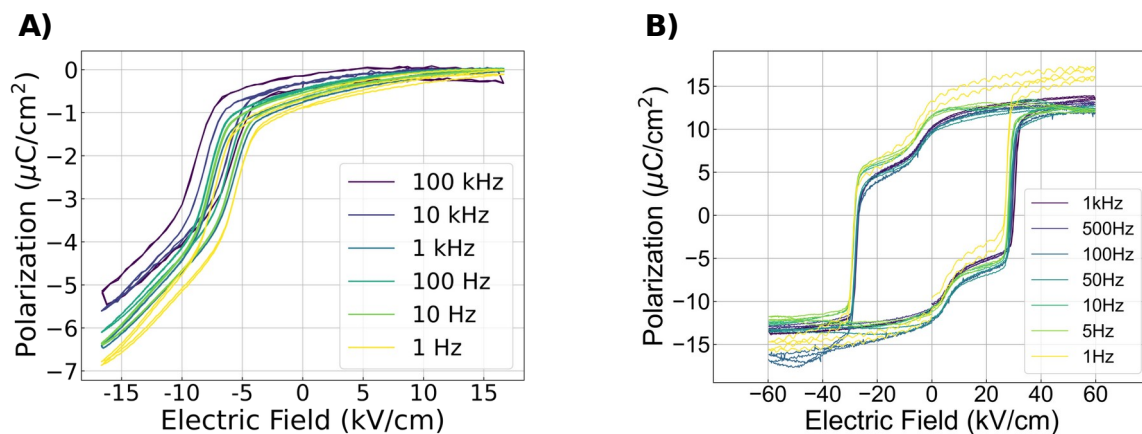 A)
Polarization (μC/cm²)
0
−1
−2
−3
−4
−5
−6
−7
100 kHz
10 kHz
1 kHz
100 Hz
10 Hz
1 Hz
-15
-10
-5
0
5
10
15
Electric Field (kV/cm)
B)
Polarization (μC/cm²)
15
10
5
0
−5
−10
−15
1kHz
500Hz
100Hz
50Hz
10Hz
5Hz
1Hz
−60
−40
−20
0
20
40
60
Electric Field (kV/cm)